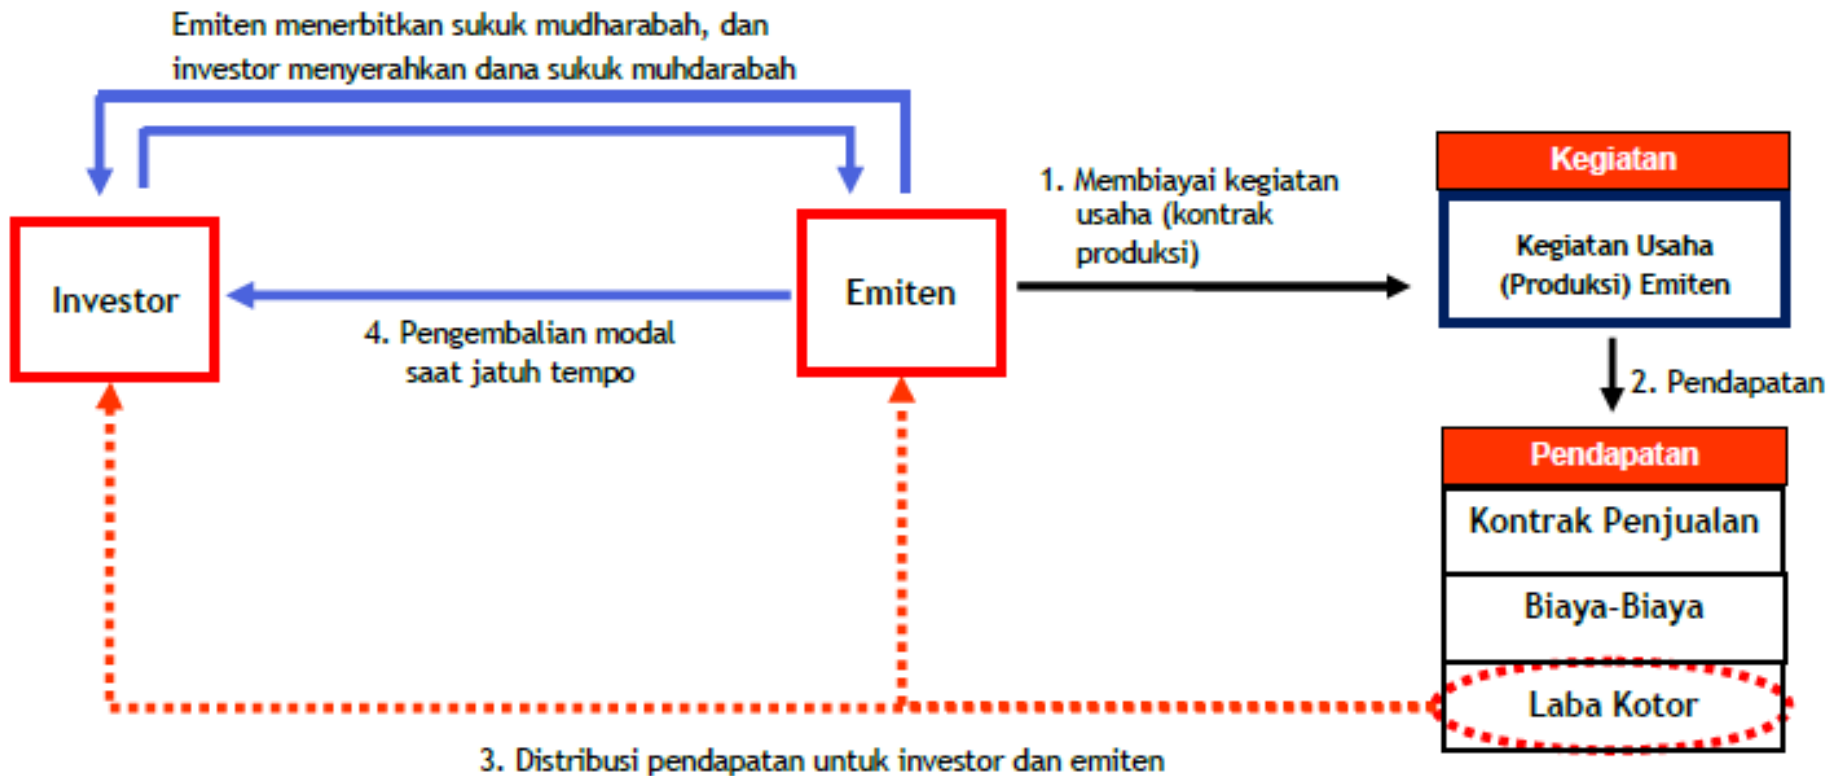 Emiten menerbitkan sukuk mudharabah, dan
investor menyerahkan dana sukuk muhdarabah
Investor
Emiten
1. Membiayai kegiatan
usaha (kontrak
produksi)
Kegiatan
Kegiatan Usaha
(Produksi) Emiten
4. Pengembalian modal
saat jatuh tempo
2. Pendapatan
Pendapatan
Kontrak Penjualan
Biaya-Biaya
Laba Kotor
3. Distribusi pendapatan untuk investor dan emiten